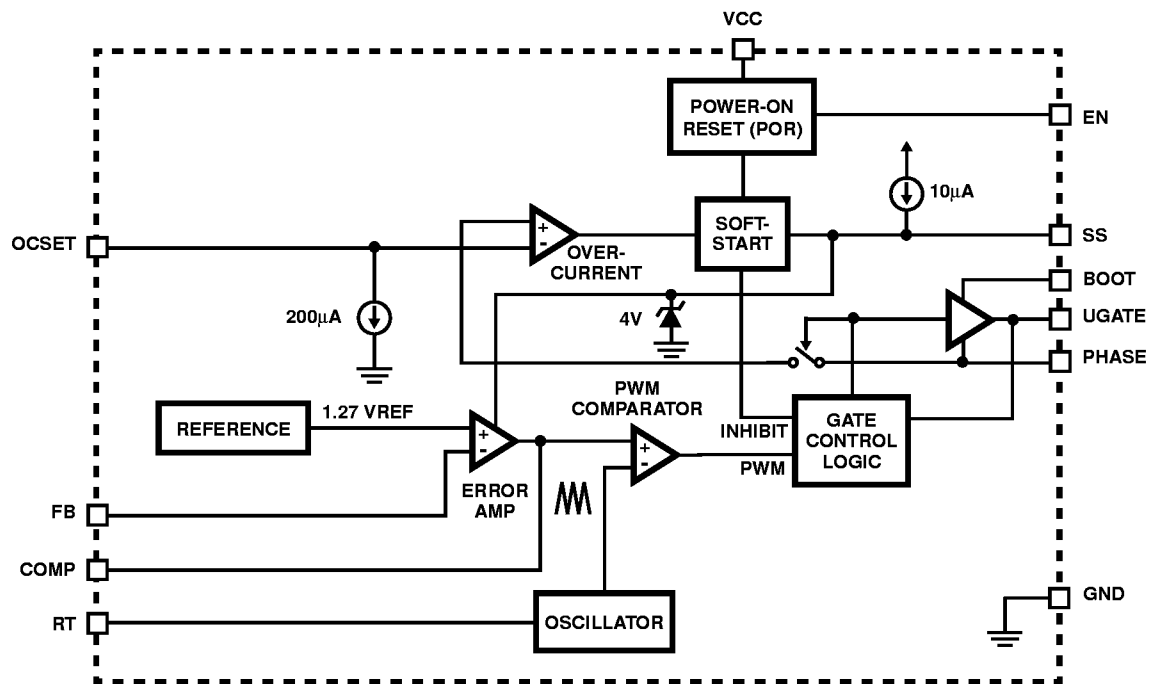 VCC
POWER-ON
RESET (POR)
EN
10μA
SOFT-
START
OCSET
+
-
OVER-
CURRENT
SS
BOOT
200μA
4V
UGATE
PHASE
PWM
COMPARATOR
REFERENCE
1.27 VREF
+
-
+
-
INHIBIT
PWM
GATE
CONTROL
LOGIC
ERROR
AMP
FB
COMP
RT
OSCILLATOR
GND